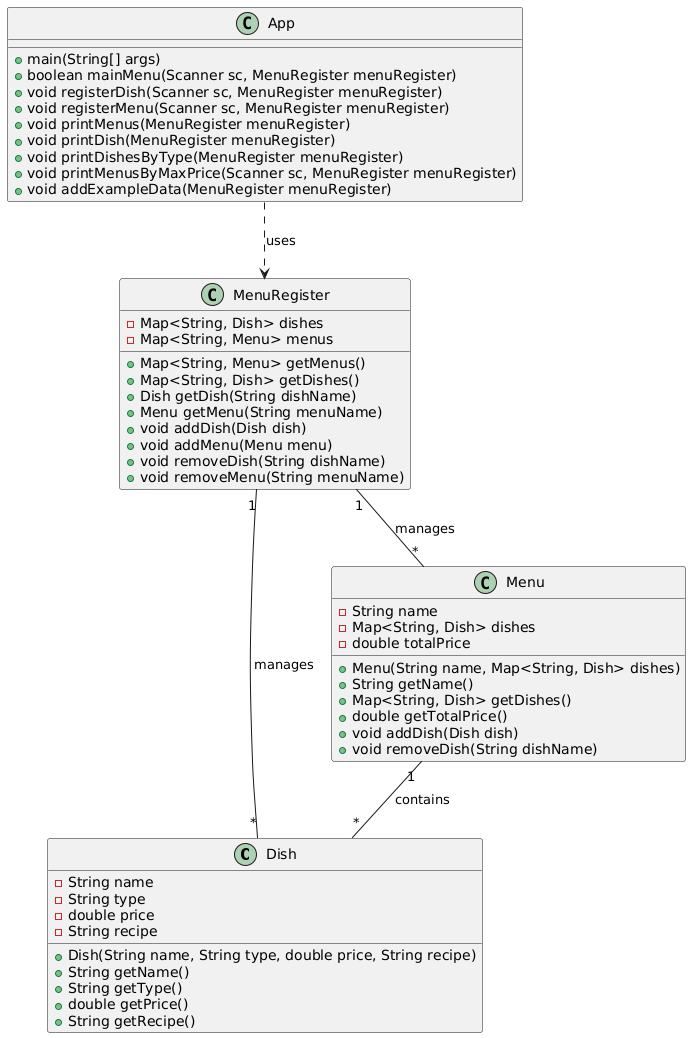 C App
main(String[] args)
boolean mainMenu(Scanner sc, MenuRegister menuRegister)
void registerDish(Scanner sc, MenuRegister menuRegister)
void registerMenu(Scanner sc, MenuRegister menuRegister)
void printMenus(MenuRegister menuRegister)
void printDish(MenuRegister menuRegister)
void printDishesByType(MenuRegister menuRegister)
void printMenusByMaxPrice(Scanner sc, MenuRegister menuRegister)
void addExampleData(MenuRegister menuRegister)
uses
C MenuRegister
Map<String, Dish> dishes
Map<String, Menu> menus
Map<String, Menu> getMenus()
Map<String, Dish> getDishes()
Dish getDish(String dishName)
Menu getMenu(String menuName)
void addDish(Dish dish)
void addMenu(Menu menu)
void removeDish(String dishName)
void removeMenu(String menuName)
1
1
manages
*
C Menu
String name
Map<String, Dish> dishes
double totalPrice
Menu(String name, Map<String, Dish> dishes)
String getName()
Map<String, Dish> getDishes()
double getTotalPrice()
void addDish(Dish dish)
void removeDish(String dishName)
manages
1
contains
*
*
C Dish
String name
String type
double price
String recipe
Dish(String name, String type, double price, String recipe)
String getName()
String getType()
double getPrice()
String getRecipe()